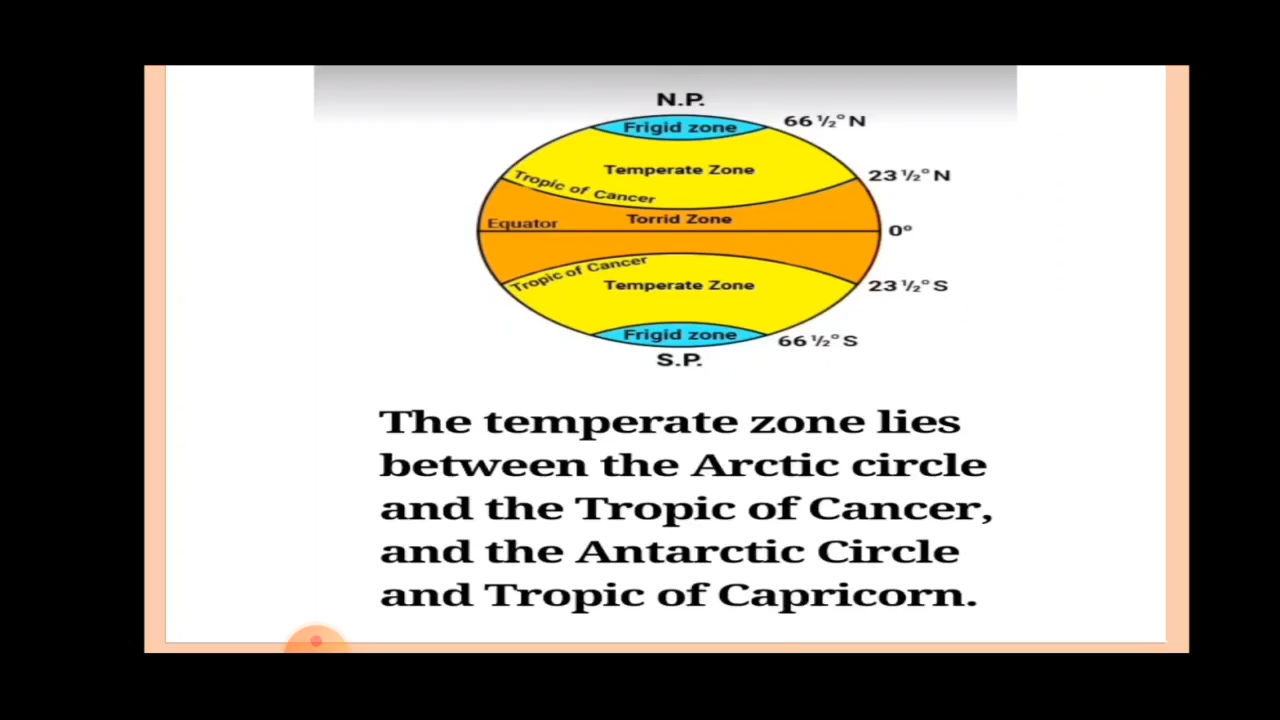 N.P.
Frigid zone
66 ½° N
Temperate Zone
23 ½° N
Tropic of Cancer
Torrid Zone
Equator
0°
Tropic of Cancer
Temperate Zone
23 ½° S
Frigid zone
66 ½° S
S.P.
The temperate zone lies
between the Arctic circle
and the Tropic of Cancer,
and the Antarctic Circle
and Tropic of Capricorn.